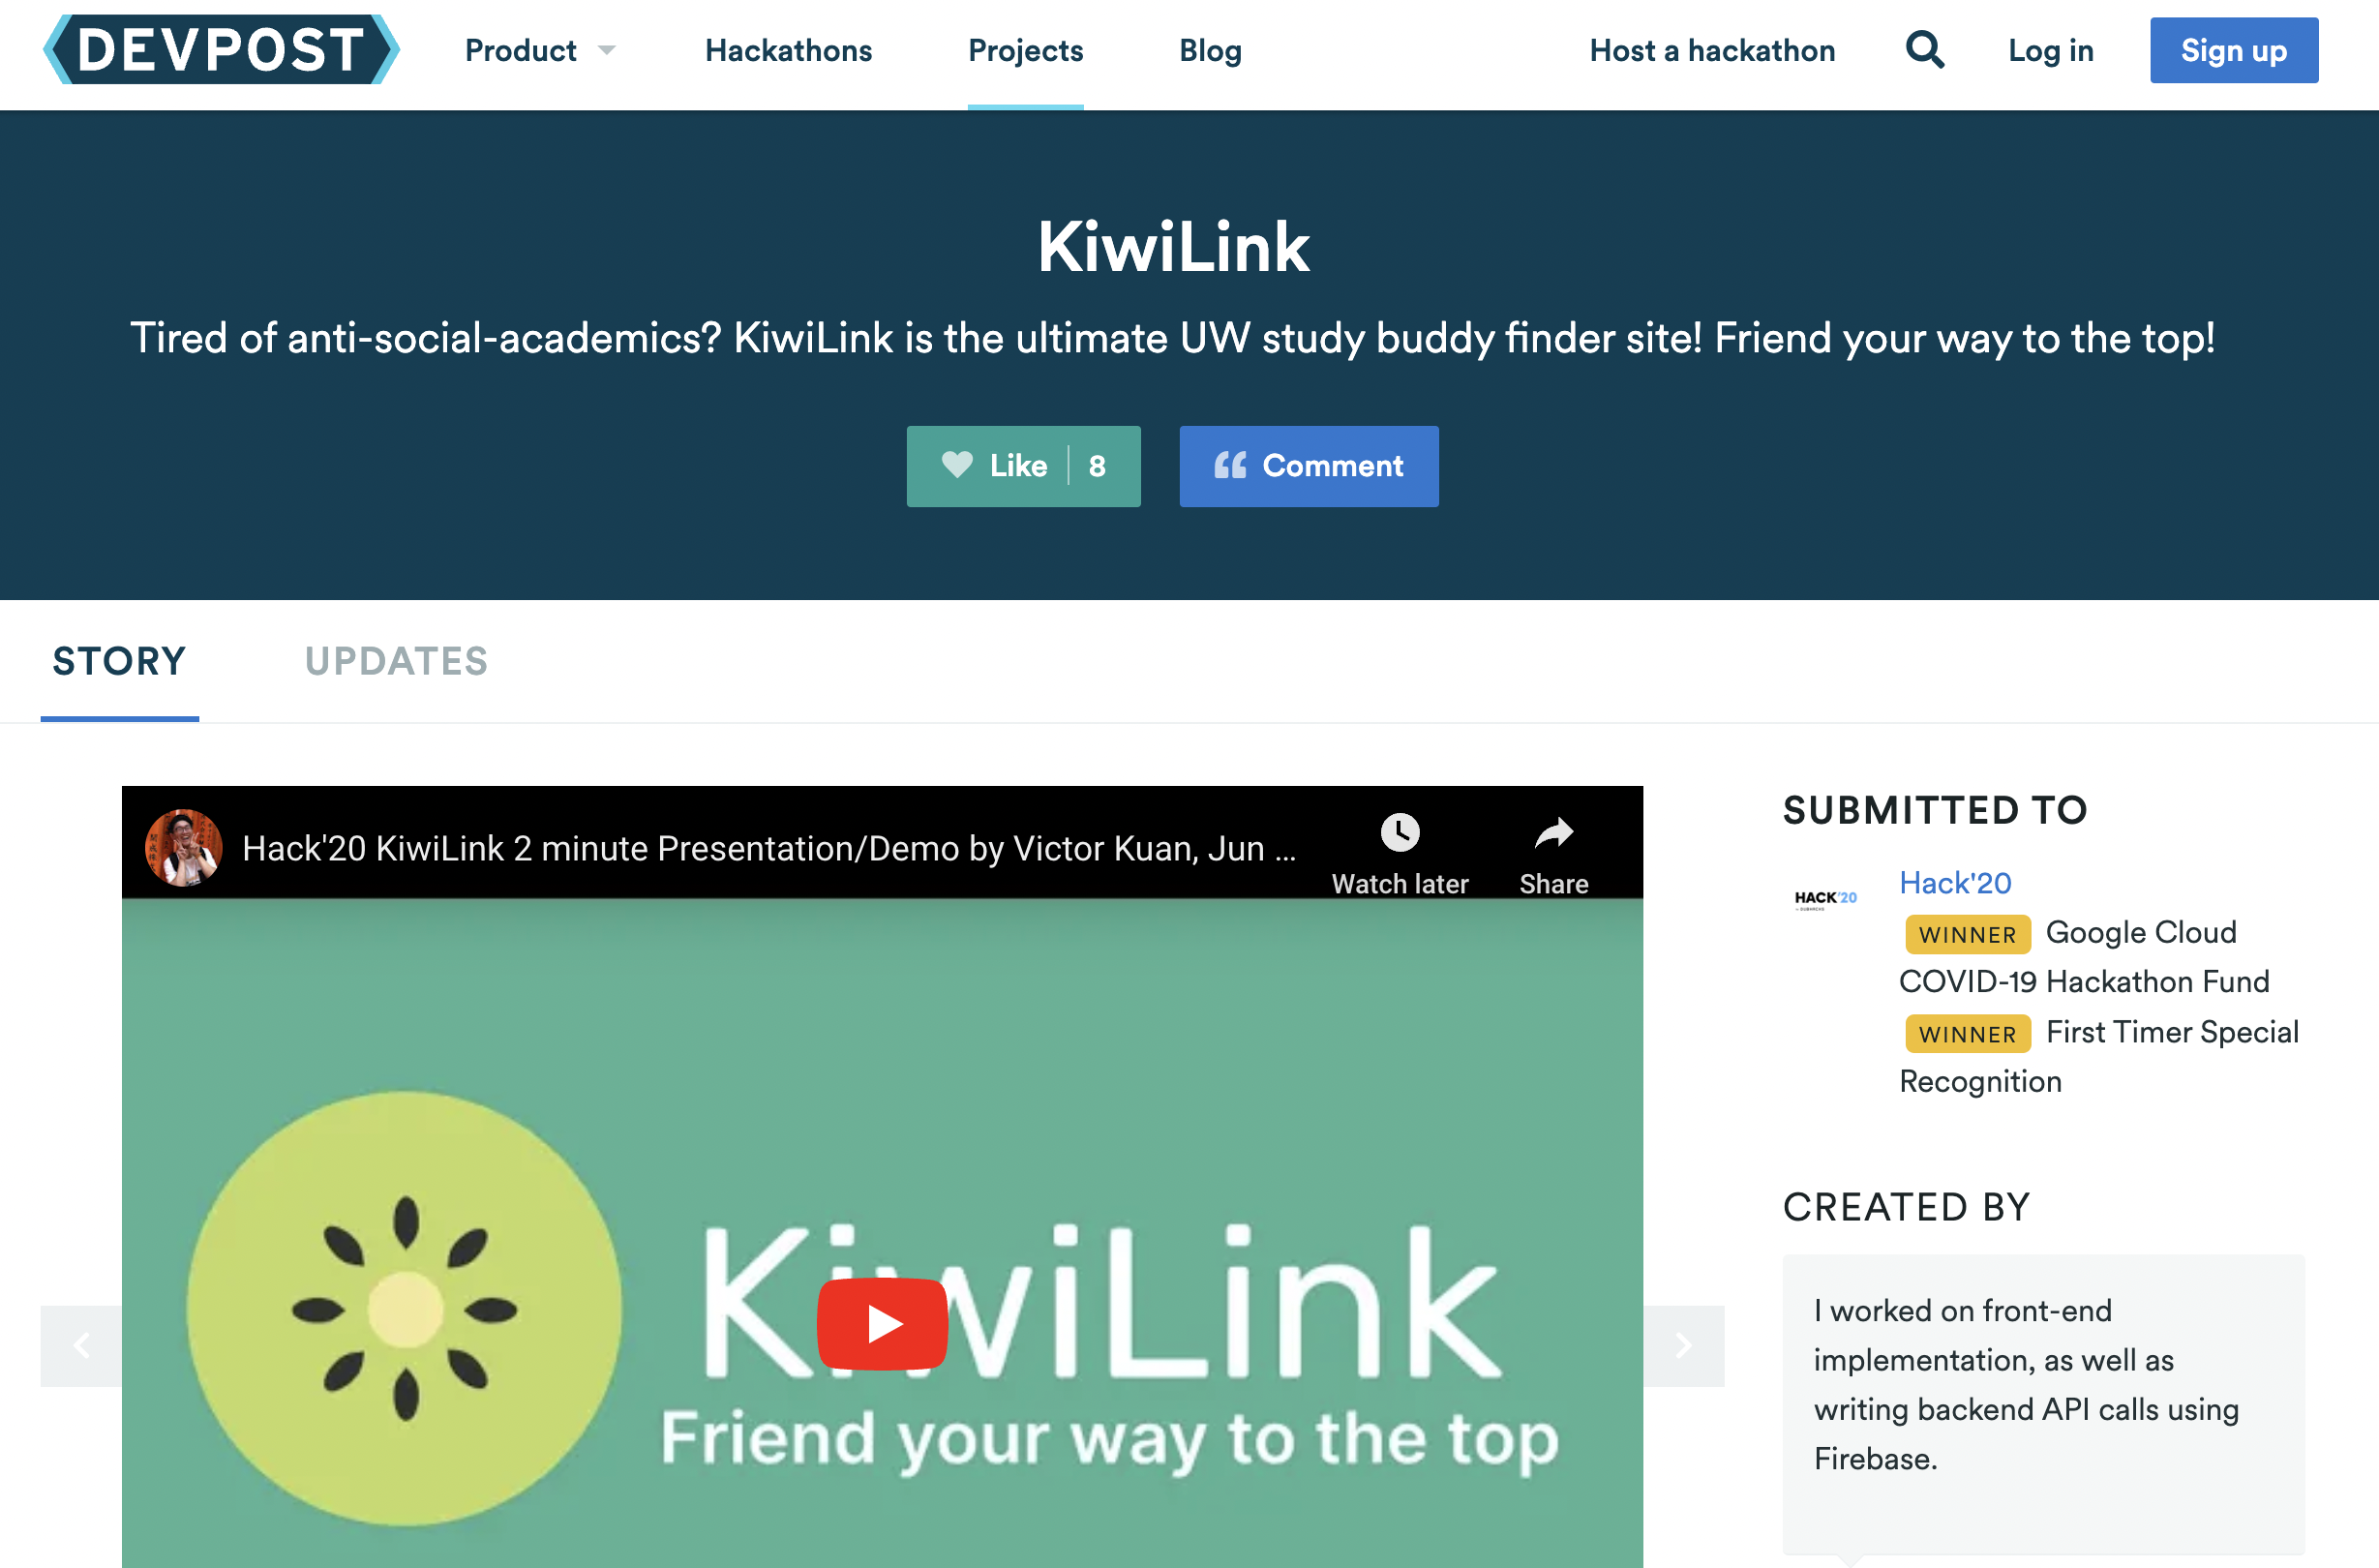 DEVPOST Product Hackathons Projects Blog Host a hackathon Log in Sign up
KiwiLink
Tired of anti-social-academics? KiwiLink is the ultimate UW study buddy finder site! Friend your way to the top!
Like 8 Comment
STORY UPDATES
Hack'20 KiwiLink 2 minute Presentation/Demo by Victor Kuan, Jun ...
Watch later Share
KiwiLink
Friend your way to the top
SUBMITTED TO
HACK'20
Hack'20
WINNER Google Cloud
COVID-19 Hackathon Fund
WINNER First Timer Special
Recognition
CREATED BY
I worked on front-end
implementation, as well as
writing backend API calls using
Firebase.